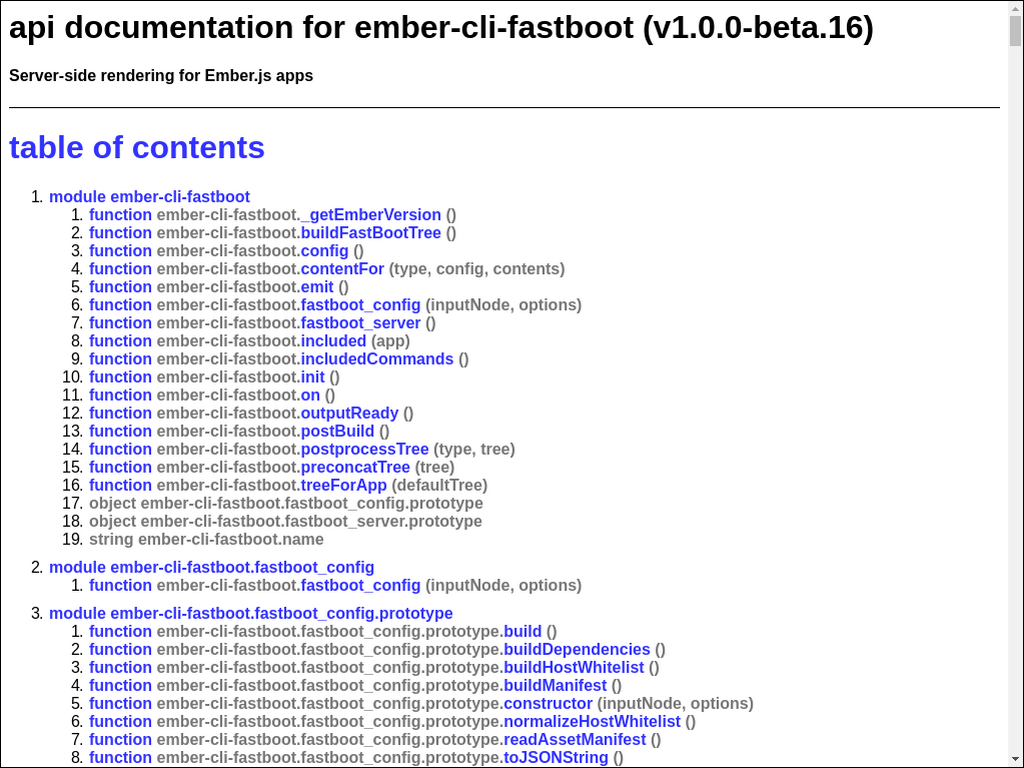 api documentation for ember-cli-fastboot (v1.0.0-beta.16)
Server-side rendering for Ember.js apps
table of contents
1. module ember-cli-fastboot
1. function ember-cli-fastboot._getEmberVersion ()
2. function ember-cli-fastboot.buildFastBootTree ()
3. function ember-cli-fastboot.config ()
4. function ember-cli-fastboot.contentFor (type, config, contents)
5. function ember-cli-fastboot.emit ()
6. function ember-cli-fastboot.fastboot_config (inputNode, options)
7. function ember-cli-fastboot.fastboot_server ()
8. function ember-cli-fastboot.included (app)
9. function ember-cli-fastboot.includedCommands ()
10. function ember-cli-fastboot.init ()
11. function ember-cli-fastboot.on ()
12. function ember-cli-fastboot.outputReady ()
13. function ember-cli-fastboot.postBuild ()
14. function ember-cli-fastboot.postprocessTree (type, tree)
15. function ember-cli-fastboot.preconcatTree (tree)
16. function ember-cli-fastboot.treeForApp (defaultTree)
17. object ember-cli-fastboot.fastboot_config.prototype
18. object ember-cli-fastboot.fastboot_server.prototype
19. string ember-cli-fastboot.name
2. module ember-cli-fastboot.fastboot_config
1. function ember-cli-fastboot.fastboot_config (inputNode, options)
3. module ember-cli-fastboot.fastboot_config.prototype
1. function ember-cli-fastboot.fastboot_config.prototype.build ()
2. function ember-cli-fastboot.fastboot_config.prototype.buildDependencies ()
3. function ember-cli-fastboot.fastboot_config.prototype.buildHostWhitelist ()
4. function ember-cli-fastboot.fastboot_config.prototype.buildManifest ()
5. function ember-cli-fastboot.fastboot_config.prototype.constructor (inputNode, options)
6. function ember-cli-fastboot.fastboot_config.prototype.normalizeHostWhitelist ()
7. function ember-cli-fastboot.fastboot_config.prototype.readAssetManifest ()
8. function ember-cli-fastboot.fastboot_config.prototype.toJSONString ()